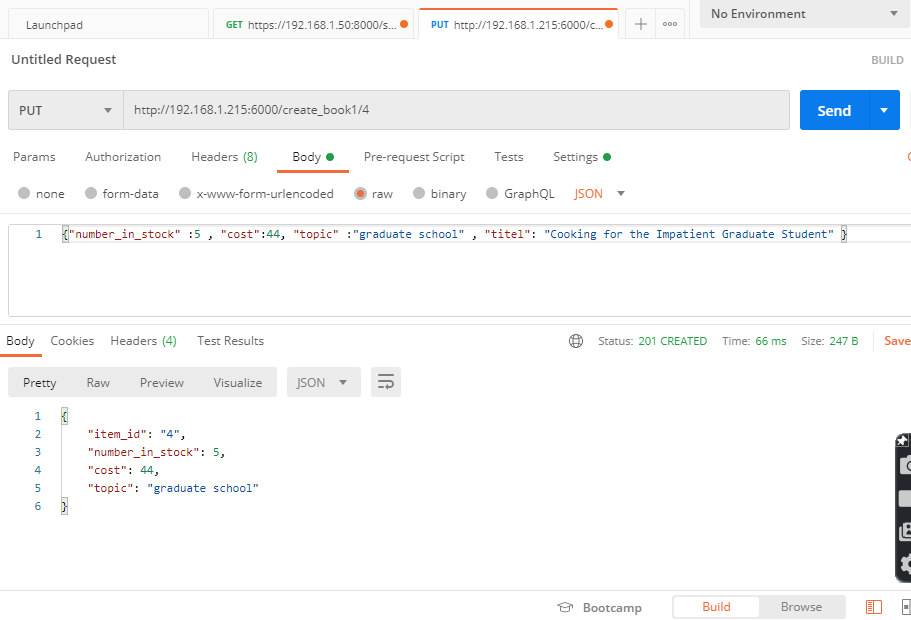 Launchpad GET https://192.168.1.50:8000/s... PUT http://192.168.1.215:6000/c... No Environment
Untitled Request BUILD
PUT http://192.168.1.215:6000/create_book1/4 Send
Params Authorization Headers (8) Body Pre-request Script Tests Settings
none form-data x-www-form-urlencoded raw binary GraphQL JSON
1 {"number_in_stock" :5 , "cost":44, "topic" :"graduate school" , "titel": "Cooking for the Impatient Graduate Student" }
Body Cookies Headers (4) Test Results Status: 201 CREATED Time: 66 ms Size: 247 B Save
Pretty Raw Preview Visualize JSON
1 {
2 "item_id": "4",
3 "number_in_stock": 5,
4 "cost": 44,
5 "topic": "graduate school"
6 }
Bootcamp Build Browse